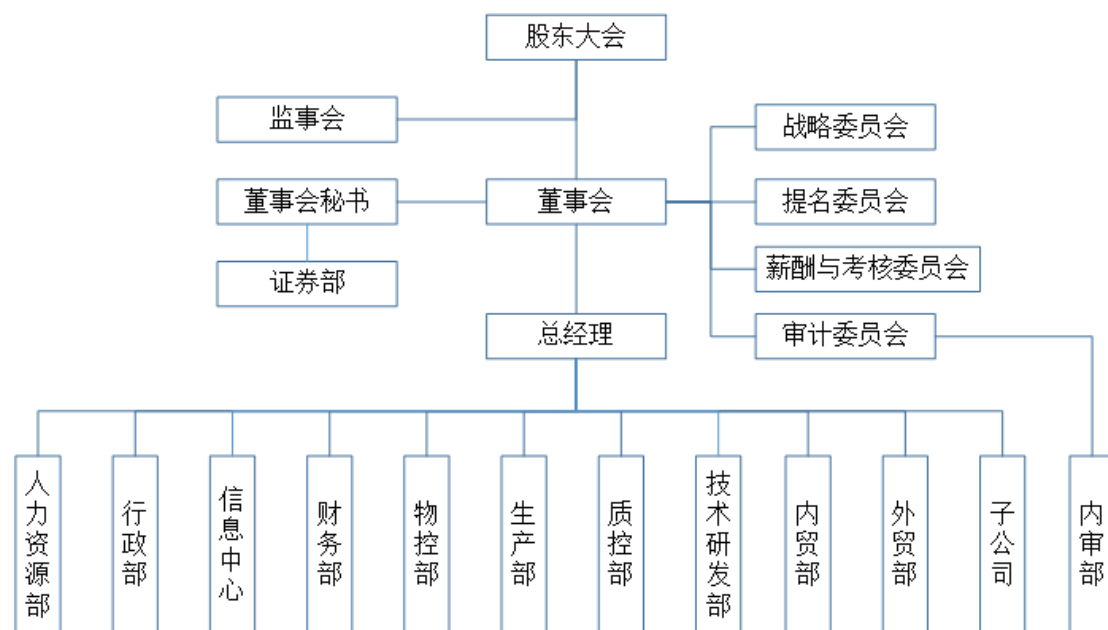 股东大会
监事会
战略委员会
董事会秘书
董事会
提名委员会
证券部
薪酬与考核委员会
总经理
审计委员会
人力资源部
行政部
信息中心
财务部
物控部
生产部
质控部
技术研发部
内贸部
外贸部
子公司
内审部